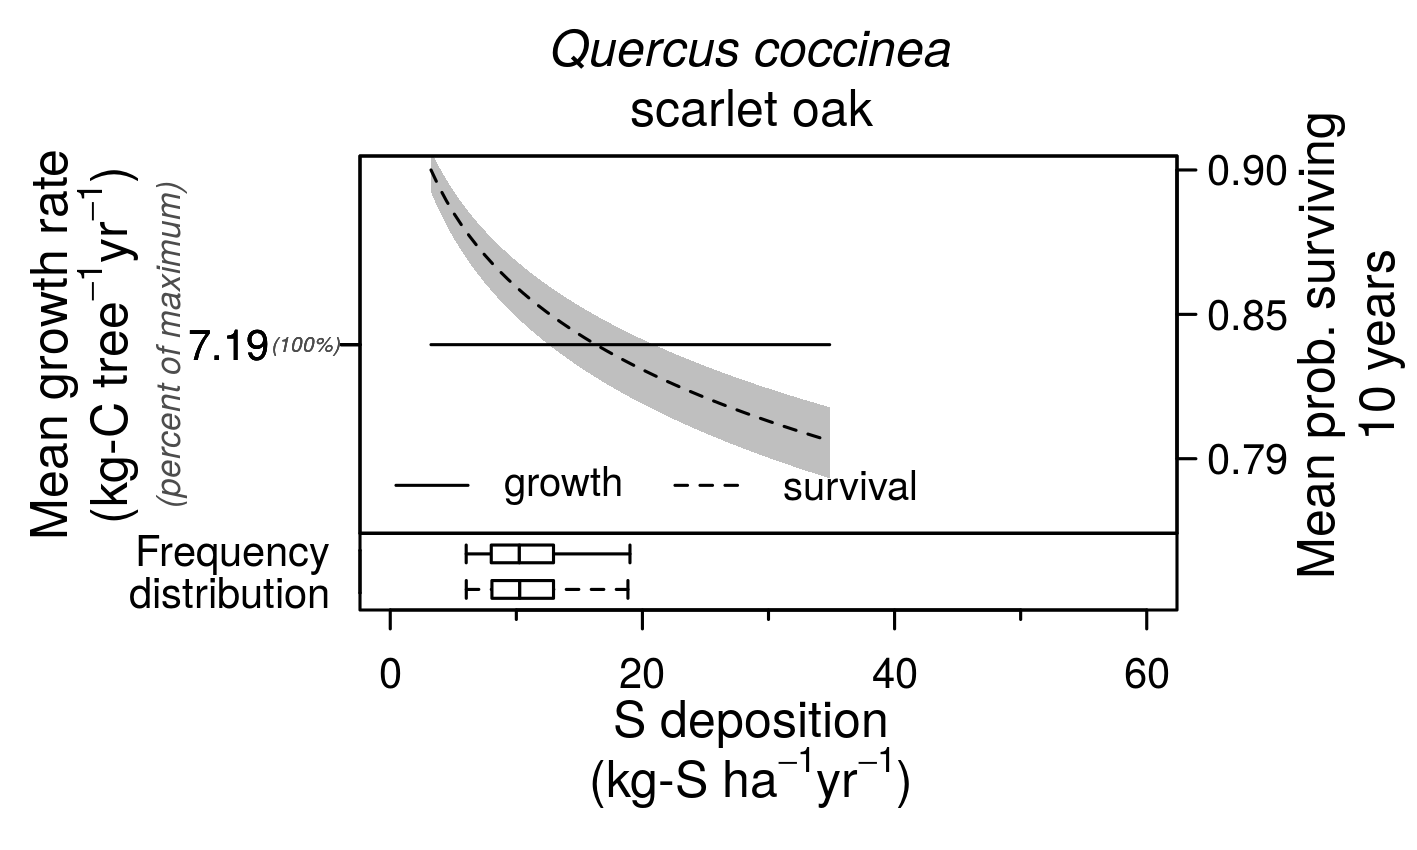 Quercus coccinea
scarlet oak
Mean growth rate
(kg-C tree⁻¹yr⁻¹)
(percent of maximum)
7.19(100%)
0.90
0.85
0.79
Mean prob. surviving
10 years
growth
survival
Frequency
distribution
0 20 40 60
S deposition
(kg-S ha⁻¹yr⁻¹)